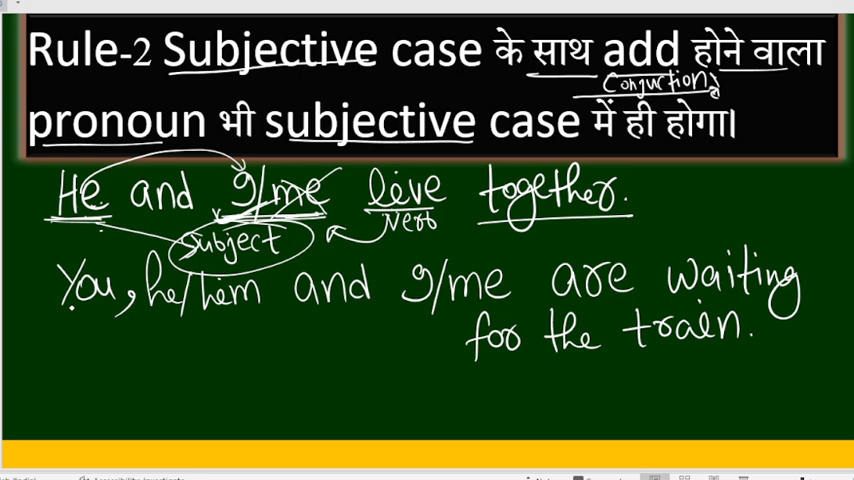 Rule-2 Subjective case के साथ add होने वाला
Conjuction
pronoun भी subjective case में ही होगा।
He and I/me live together.
Verb
Subject
You, he/him and I/me are waiting
for the train.